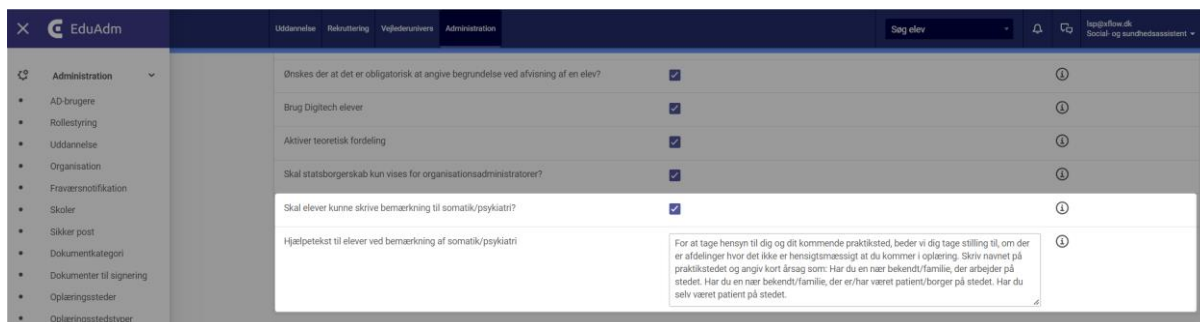 EduAdm
Uddannelse Rekruttering Vejlederunivers Administration
Søg elev
lsp@xflow.dk
Social- og sundhedsassistent
Administration
AD-brugere
Rollestyring
Uddannelse
Organisation
Fraværsnotifikation
Skoler
Sikker post
Dokumentkategori
Dokumenter til signering
Oplæringssteder
Oplæringsstedstyper
Ønskes der at det er obligatorisk at angive begrundelse ved afvisning af en elev?
Brug Digitech elever
Aktiver teoretisk fordeling
Skal statsborgerskab kun vises for organisationsadministratorer?
Skal elever kunne skrive bemærkning til somatik/psykiatri?
Hjælpetekst til elever ved bemærkning af somatik/psykiatri
For at tage hensyn til dig og dit kommende praktiksted, beder vi dig tage stilling til, om der
er afdelinger hvor det ikke er hensigtsmæssigt at du kommer i oplæring. Skriv navnet på
praktikstedet og angiv kort årsag som: Har du en nær bekendt/familie, der arbejder på
stedet. Har du en nær bekendt/familie, der er/har været patient/borger på stedet. Har du
selv været patient på stedet.